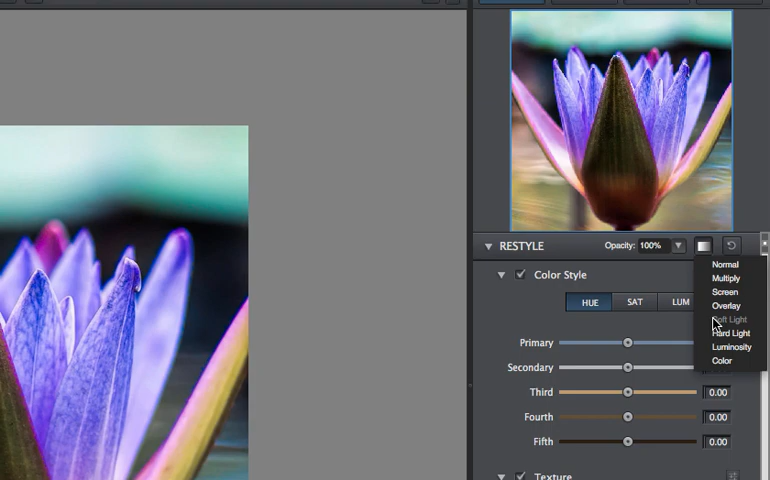 RESTYLE Opacity: 100%
Normal
Multiply
Screen
Overlay
Soft Light
Hard Light
Luminosity
Color
Color Style
HUE SAT LUM
Primary
Secondary
Third 0.00
Fourth 0.00
Fifth 0.00
Texture